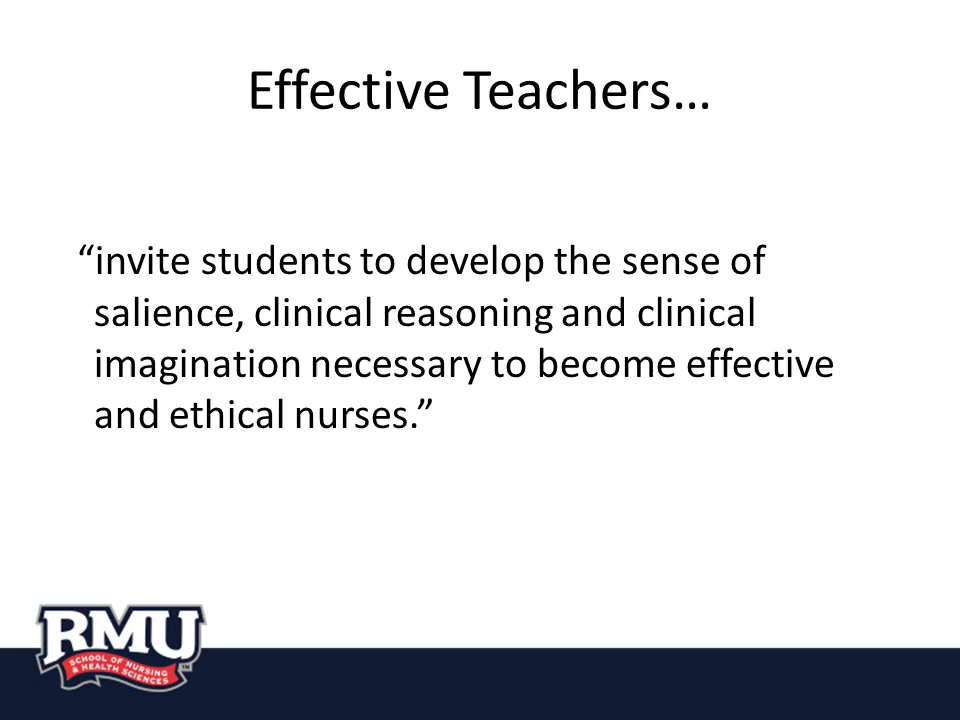 Effective Teachers…
“invite students to develop the sense of
salience, clinical reasoning and clinical
imagination necessary to become effective
and ethical nurses.”
RMU
SCHOOL OF NURSING
& HEALTH SCIENCES
TM